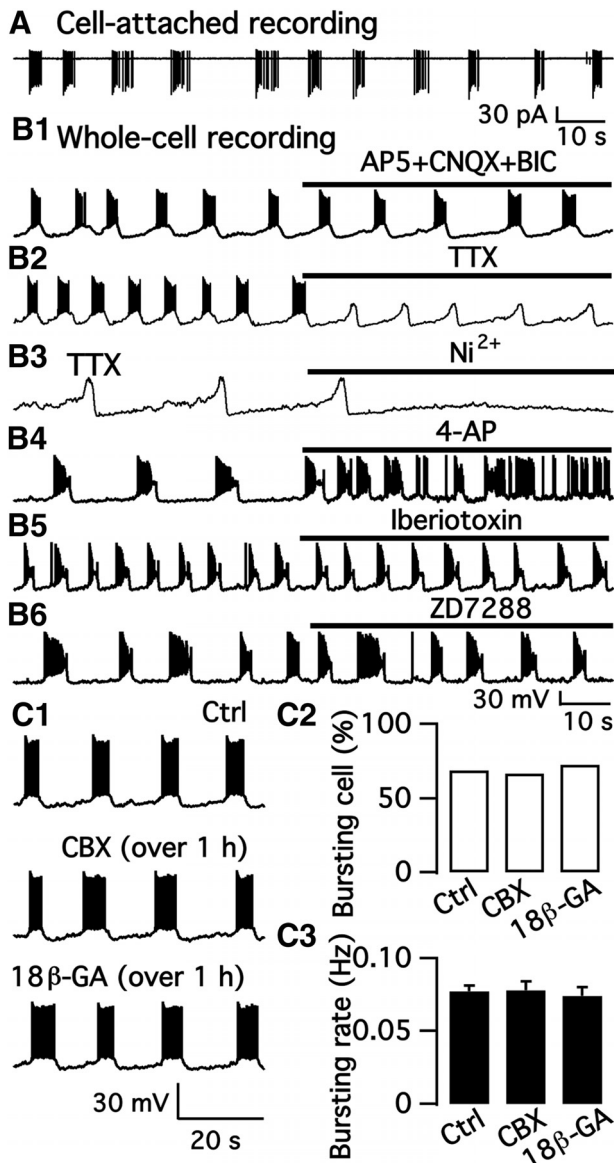 A Cell-attached recording
30 pA
10 s
B1 Whole-cell recording
AP5+CNQX+BIC
B2
TTX
B3
TTX
Ni²⁺
B4
4-AP
B5
Iberiotoxin
B6
ZD7288
30 mV
10 s
C1
Ctrl
CBX (over 1 h)
18β-GA (over 1 h)
30 mV
20 s
C2
Bursting cell (%)
100
50
0
Ctrl
CBX
18β-GA
C3
Bursting rate (Hz)
0.10
0.05
0
Ctrl
CBX
18β-GA